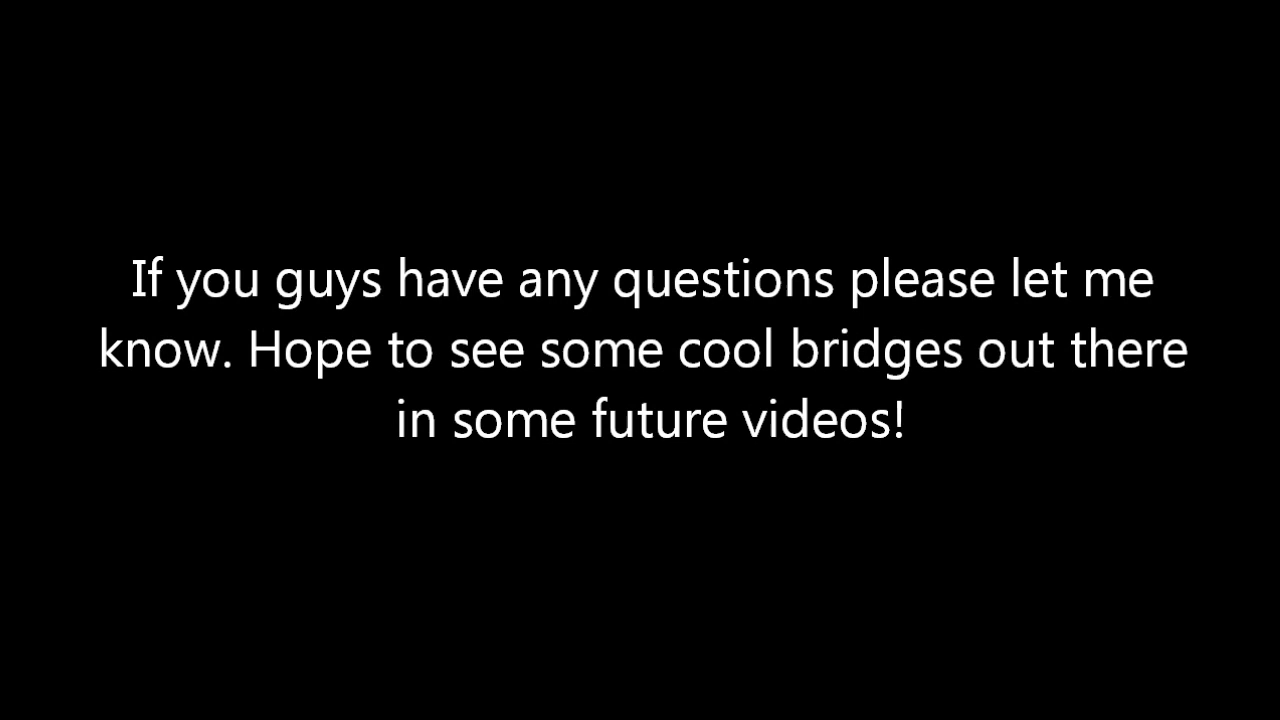 If you guys have any questions please let me
know. Hope to see some cool bridges out there
in some future videos!